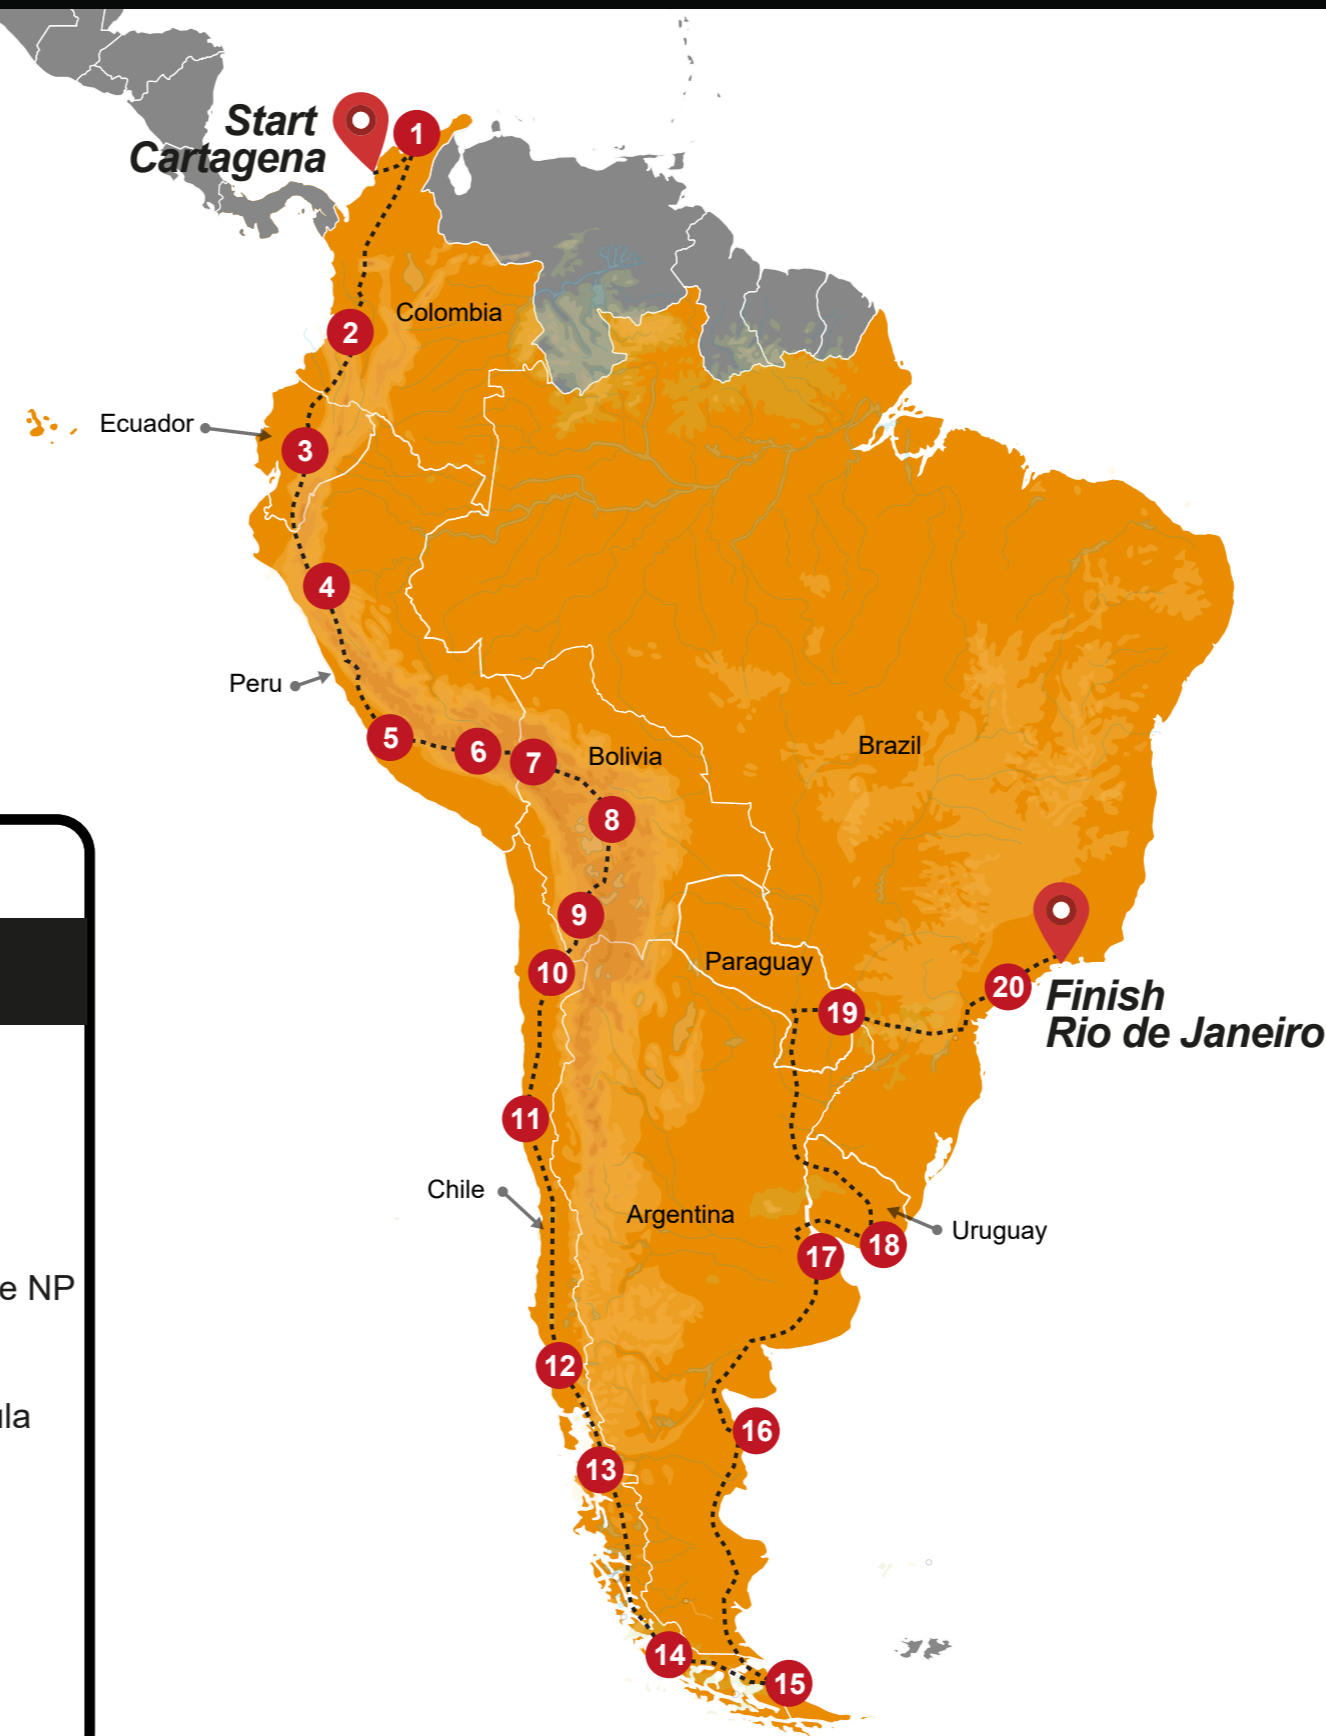 Start
Cartagena
1
Colombia
2
Ecuador
3
4
Peru
5
6
7
Bolivia
Brazil
8
9
10
Paraguay
19
20
Finish
Rio de Janeiro
11
Chile
Argentina
Uruguay
17
18
e NP
12
ula
16
13
14
15